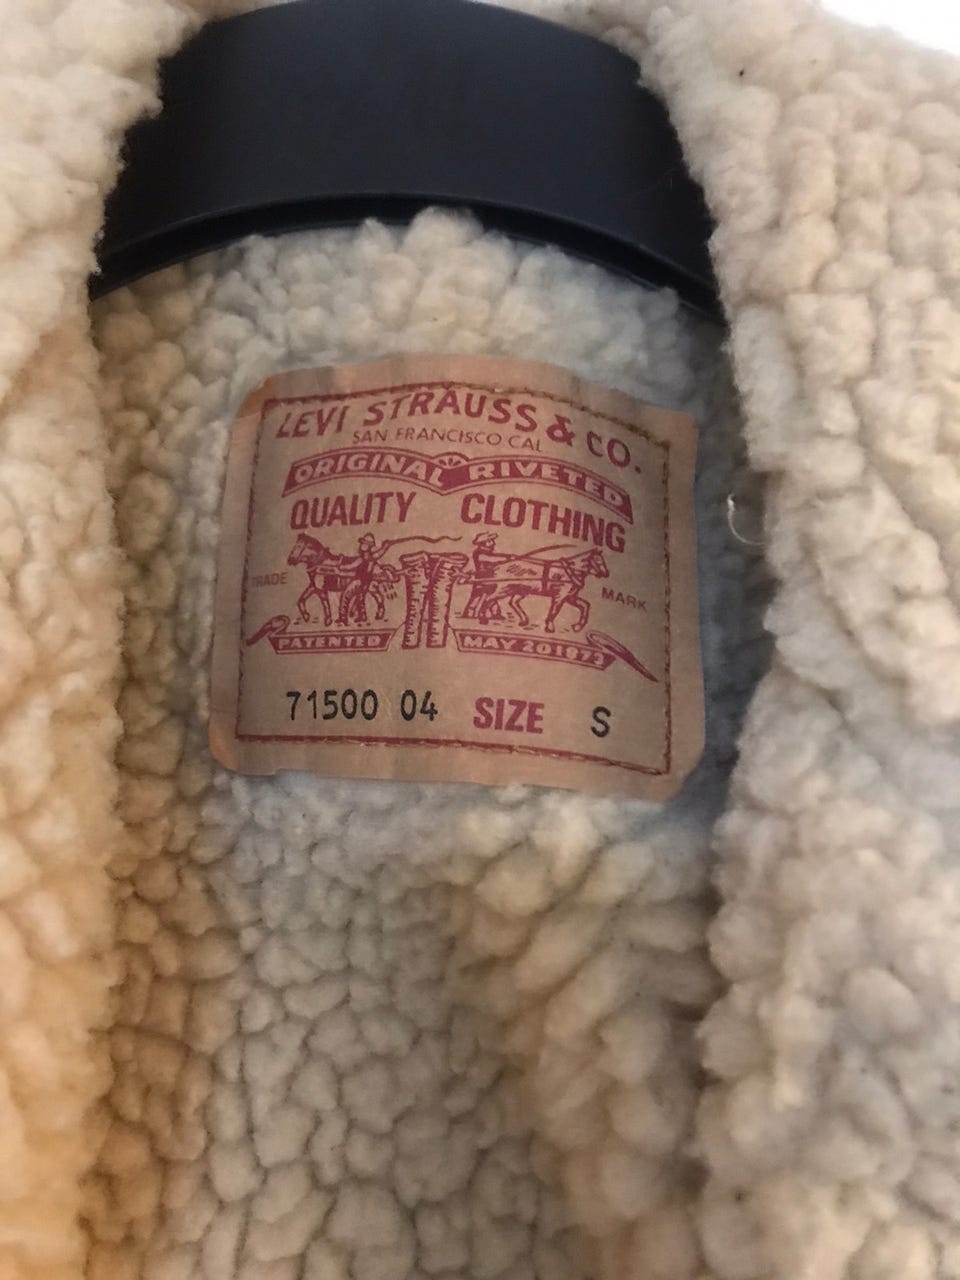 LEVI STRAUSS & CO.
SAN FRANCISCO CAL
ORIGINAL RIVETED
QUALITY CLOTHING
TRADE MARK
PATENTED MAY 20 1873
71500 04 SIZE S